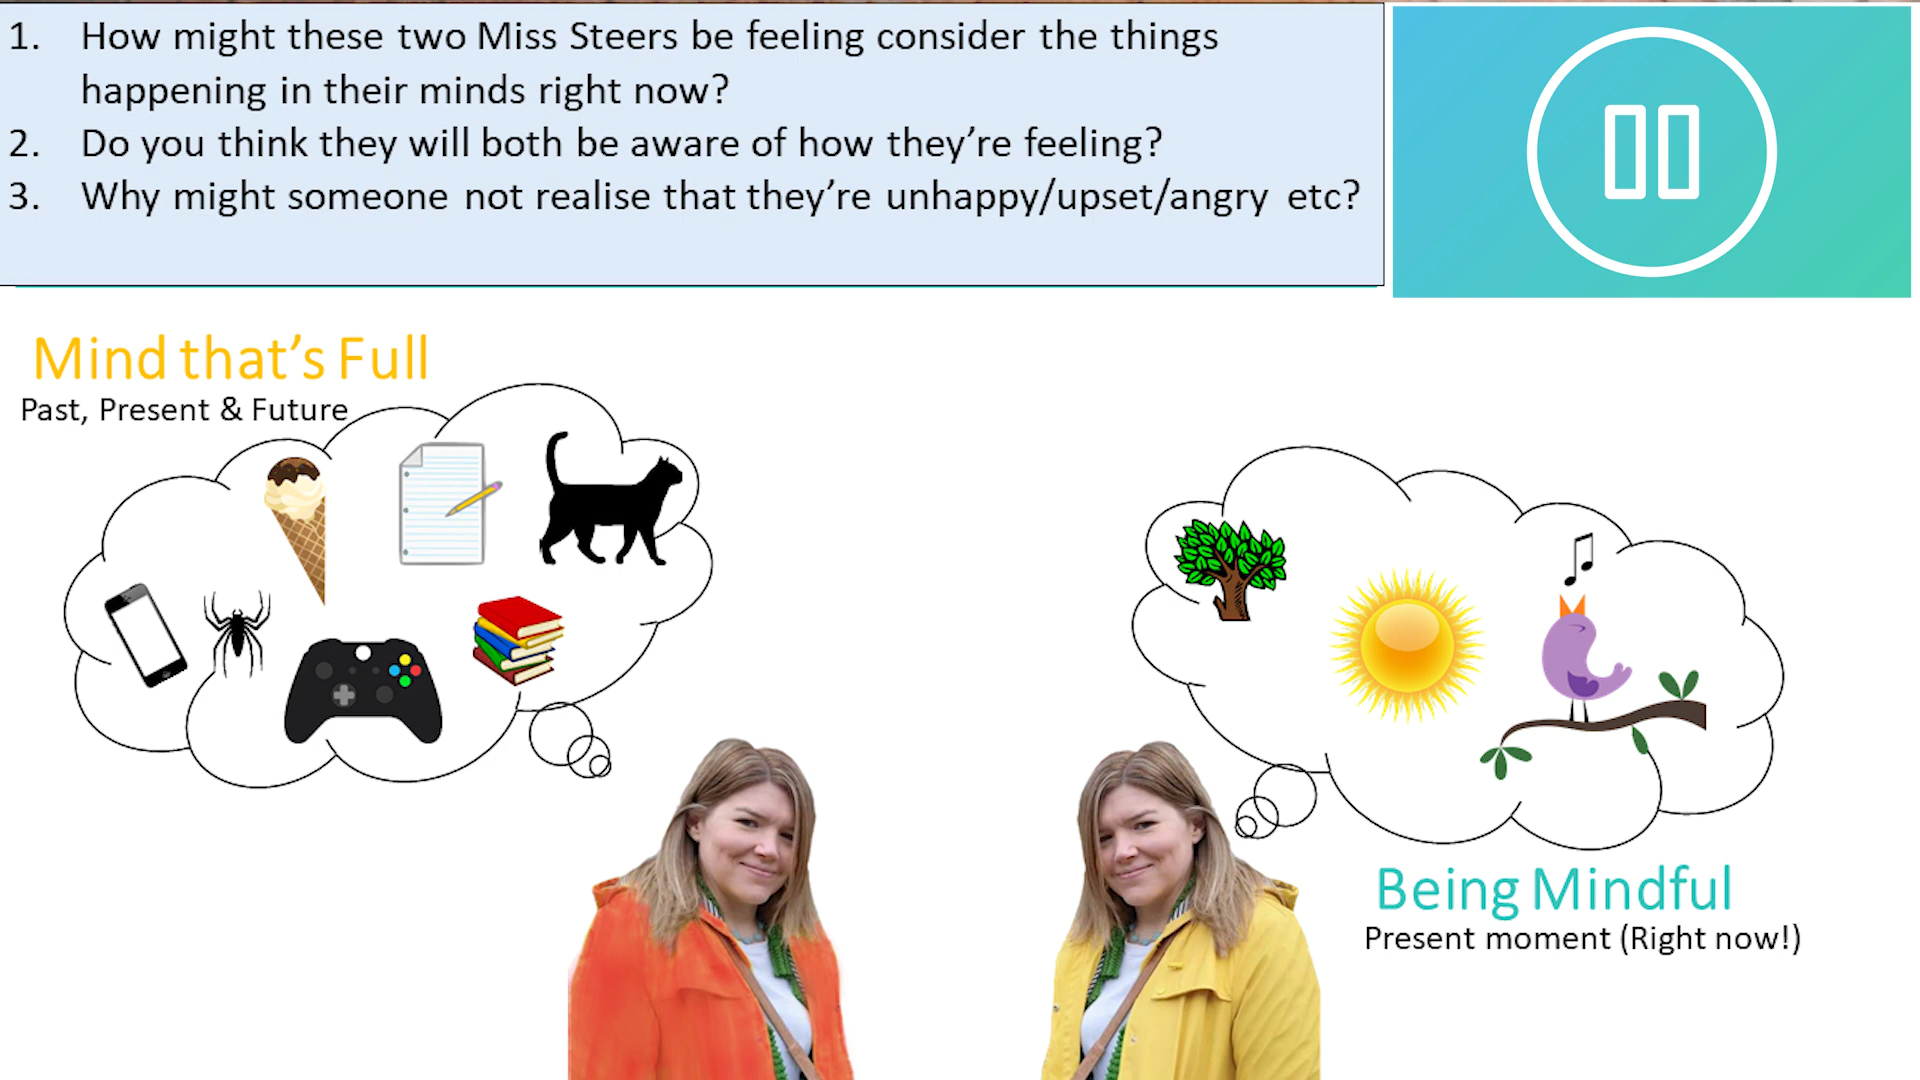 1. How might these two Miss Steers be feeling consider the things
happening in their minds right now?
2. Do you think they will both be aware of how they’re feeling?
3. Why might someone not realise that they’re unhappy/upset/angry etc?
Mind that’s Full
Past, Present & Future
Being Mindful
Present moment (Right now!)